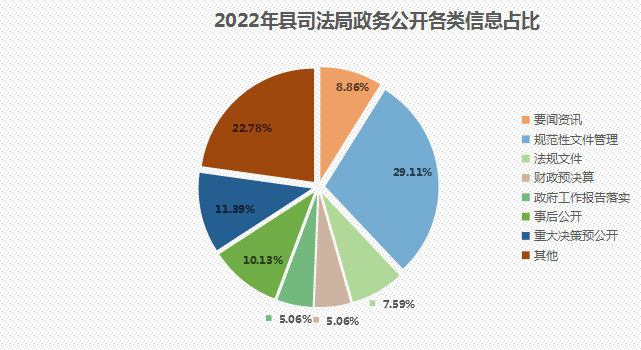 2022年县司法局政务公开各类信息占比
8.86%
29.11%
7.59%
5.06%
5.06%
10.13%
11.39%
22.78%
要闻资讯
规范性文件管理
法规文件
财政预决算
政府工作报告落实
事后公开
重大决策预公开
其他